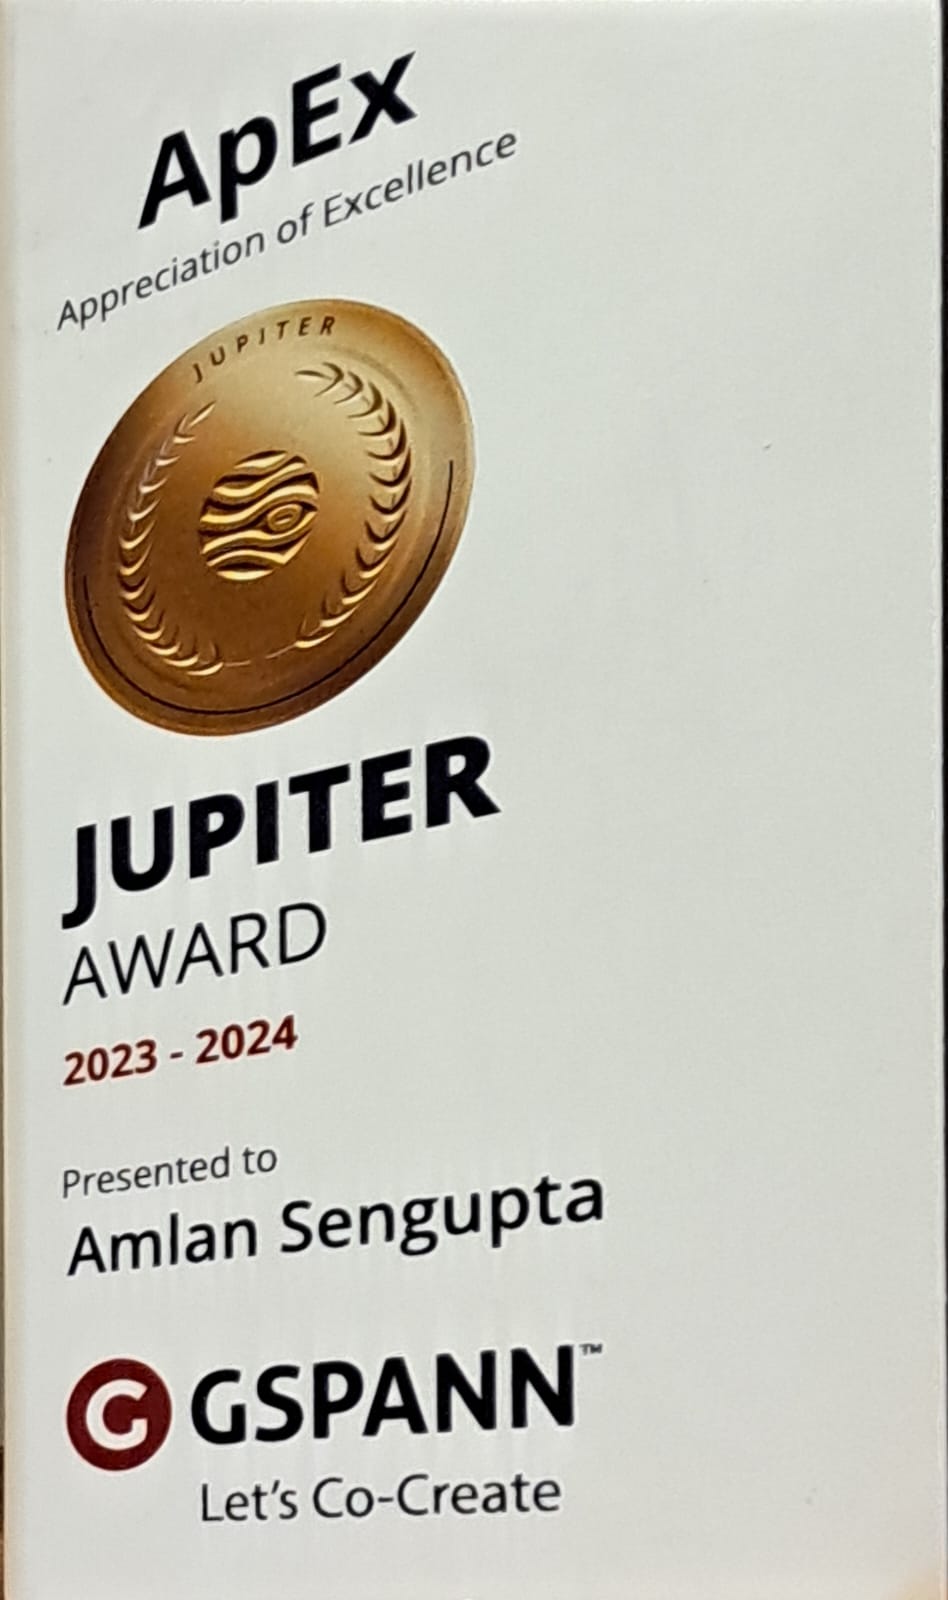 ApEx
Appreciation of Excellence
JUPITER
JUPITER
AWARD
2023 - 2024
Presented to
Amlan Sengupta
G GSPANN™
Let's Co-Create